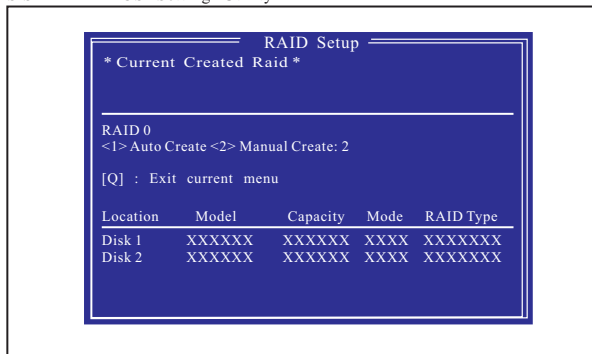 RAID Setup
* Current Created Raid *
RAID 0
<1> Auto Create <2> Manual Create: 2
[Q] : Exit current menu
Location Model Capacity Mode RAID Type
Disk 1 XXXXXX XXXXXX XXXX XXXXXXX
Disk 2 XXXXXX XXXXXX XXXX XXXXXXX